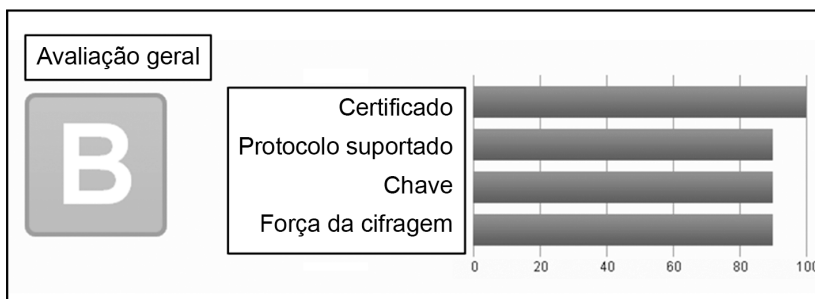 Avaliação geral
B
Certificado
Protocolo suportado
Chave
Força da cifragem
0 20 40 60 80 100